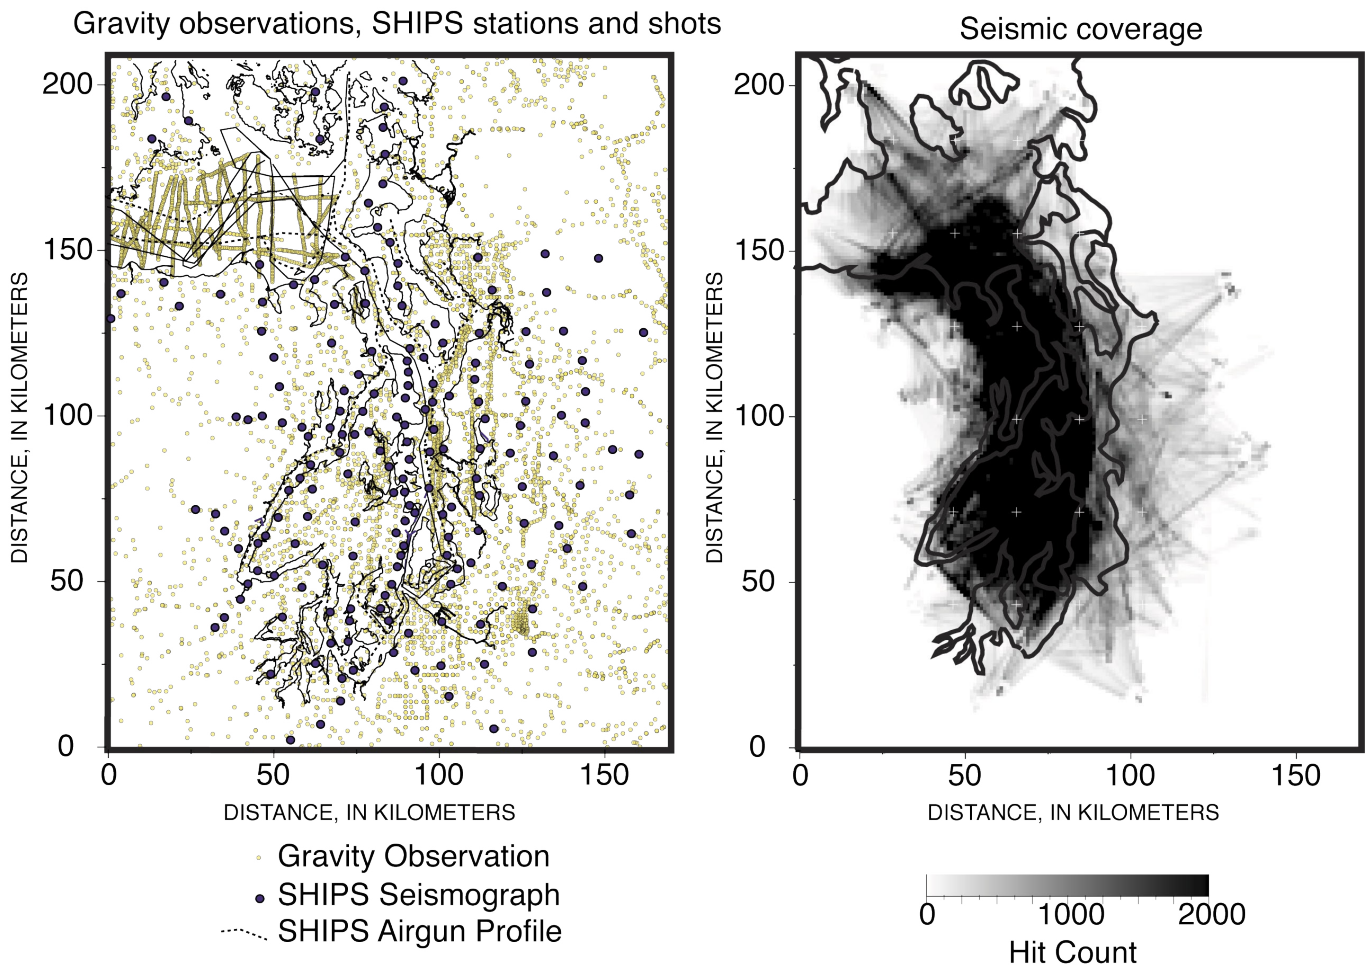 Gravity observations, SHIPS stations and shots
200
150
100
50
0
0 50 100 150
DISTANCE, IN KILOMETERS
DISTANCE, IN KILOMETERS
Gravity Observation
SHIPS Seismograph
SHIPS Airgun Profile
Seismic coverage
200
150
100
50
0
0 50 100 150
DISTANCE, IN KILOMETERS
DISTANCE, IN KILOMETERS
0 1000 2000
Hit Count